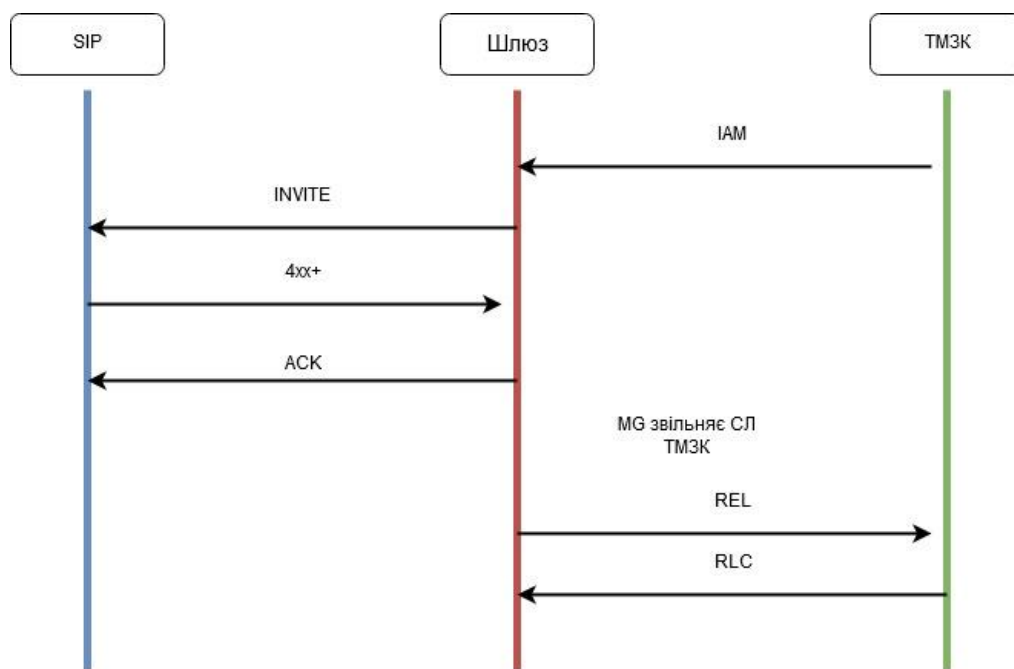 SIP
Шлюз
ТМЗК
IAM
INVITE
4xx+
ACK
MG звільняє СЛ
ТМЗК
REL
RLC